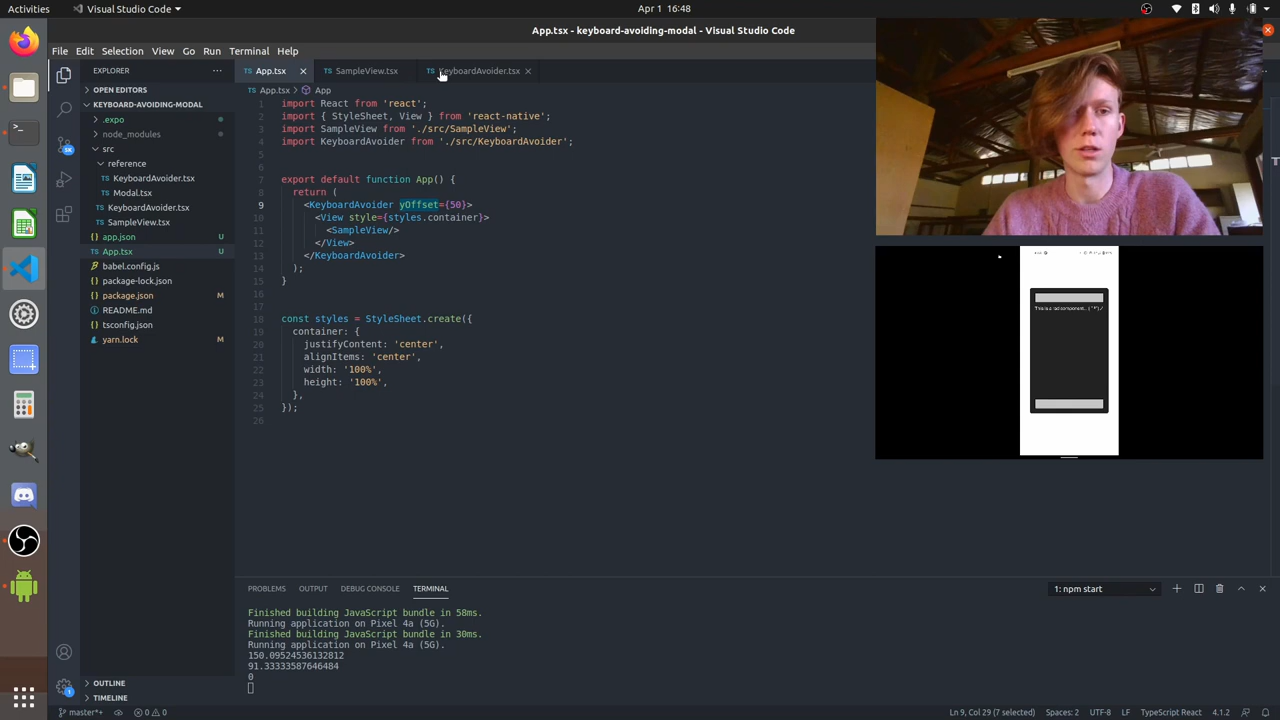 Activities
Visual Studio Code
Apr 1 16:48
App.tsx - keyboard-avoiding-modal - Visual Studio Code
File Edit Selection View Go Run Terminal Help
EXPLORER
TS App.tsx
TS SampleView.tsx
TS KeyboardAvoider.tsx
OPEN EDITORS
KEYBOARD-AVOIDING-MODAL
.expo
node_modules
src
reference
TS KeyboardAvoider.tsx
TS Modal.tsx
TS KeyboardAvoider.tsx
TS SampleView.tsx
app.json U
TS App.tsx U
babel.config.js
package-lock.json
package.json M
README.md
tsconfig.json
yarn.lock M
OUTLINE
TIMELINE
App.tsx > App
1 import React from 'react';
2 import { StyleSheet, View } from 'react-native';
3 import SampleView from './src/SampleView';
4 import KeyboardAvoider from './src/KeyboardAvoider';
5
6
7 export default function App() {
8 return (
9 <KeyboardAvoider yOffset={50}>
10 <View style={styles.container}>
11 <SampleView/>
12 </View>
13 </KeyboardAvoider>
14 );
15 }
16
17
18 const styles = StyleSheet.create({
19 container: {
20 justifyContent: 'center',
21 alignItems: 'center',
22 width: '100%',
23 height: '100%',
24 },
25 });
26
PROBLEMS OUTPUT DEBUG CONSOLE TERMINAL
1: npm start
Finished building JavaScript bundle in 58ms.
Running application on Pixel 4a (5G).
Finished building JavaScript bundle in 30ms.
Running application on Pixel 4a (5G).
150.09524536132812
91.33333587646484
0
master*+
0 0
Ln 9, Col 29 (7 selected)
Spaces: 2
UTF-8
LF
TypeScript React
4.1.2